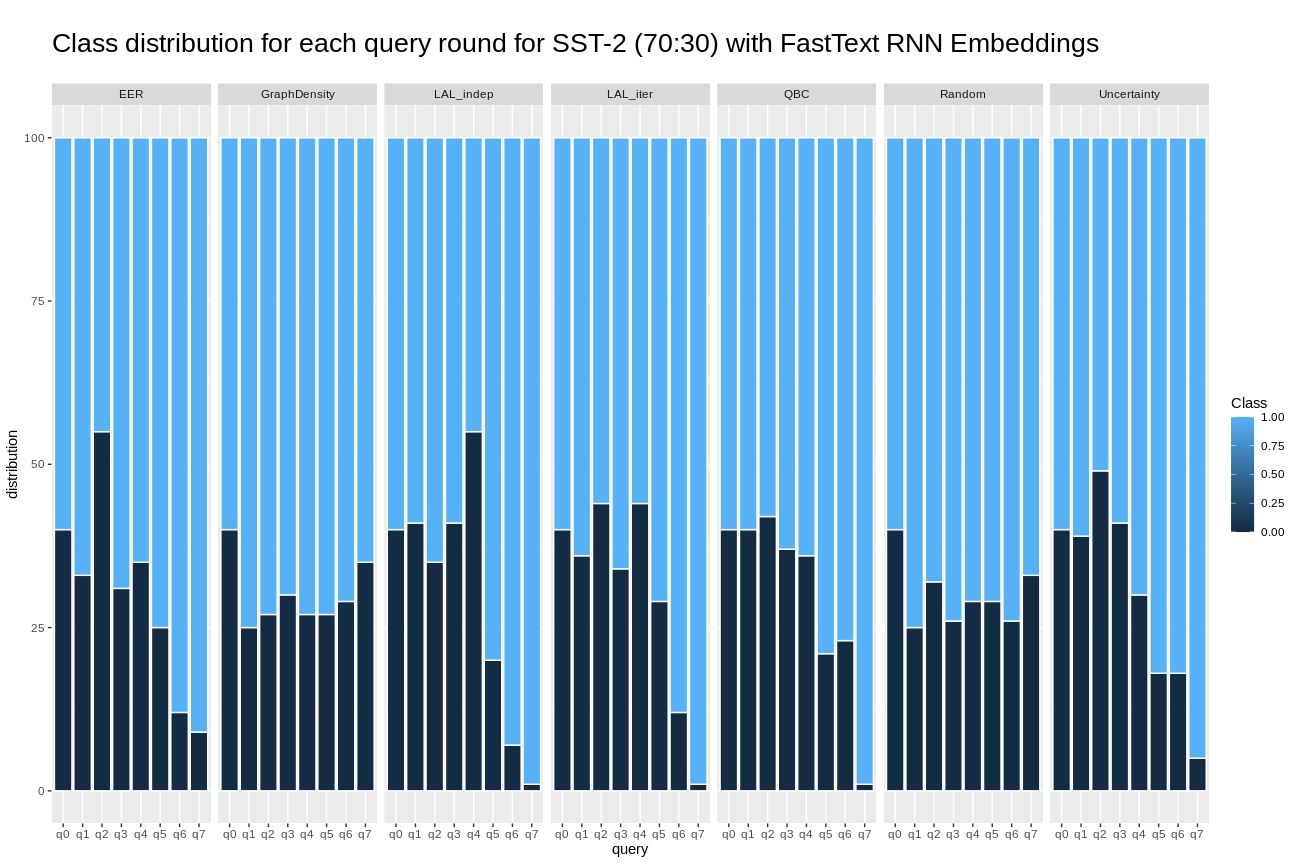 Class distribution for each query round for SST-2 (70:30) with FastText RNN Embeddings
EER GraphDensity LAL_indep LAL_iter QBC Random Uncertainty
100
75
50
25
0
distribution
q0 q1 q2 q3 q4 q5 q6 q7 q0 q1 q2 q3 q4 q5 q6 q7 q0 q1 q2 q3 q4 q5 q6 q7 q0 q1 q2 q3 q4 q5 q6 q7 q0 q1 q2 q3 q4 q5 q6 q7 q0 q1 q2 q3 q4 q5 q6 q7 q0 q1 q2 q3 q4 q5 q6 q7
query
Class
1.00
0.75
0.50
0.25
0.00